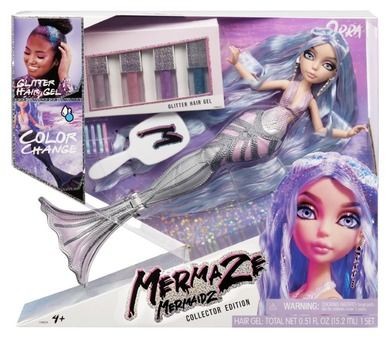 Orra
GLITTER
HAIR GEL
COLOR
CHANGE
GLITTER HAIR GEL
M
MERMAZE
MERMAIDZ
COLLECTOR EDITION
4+
WARNING:
HAIR GEL: TOTAL NET 0.51 FL OZ (15.2 mL) 1 SET